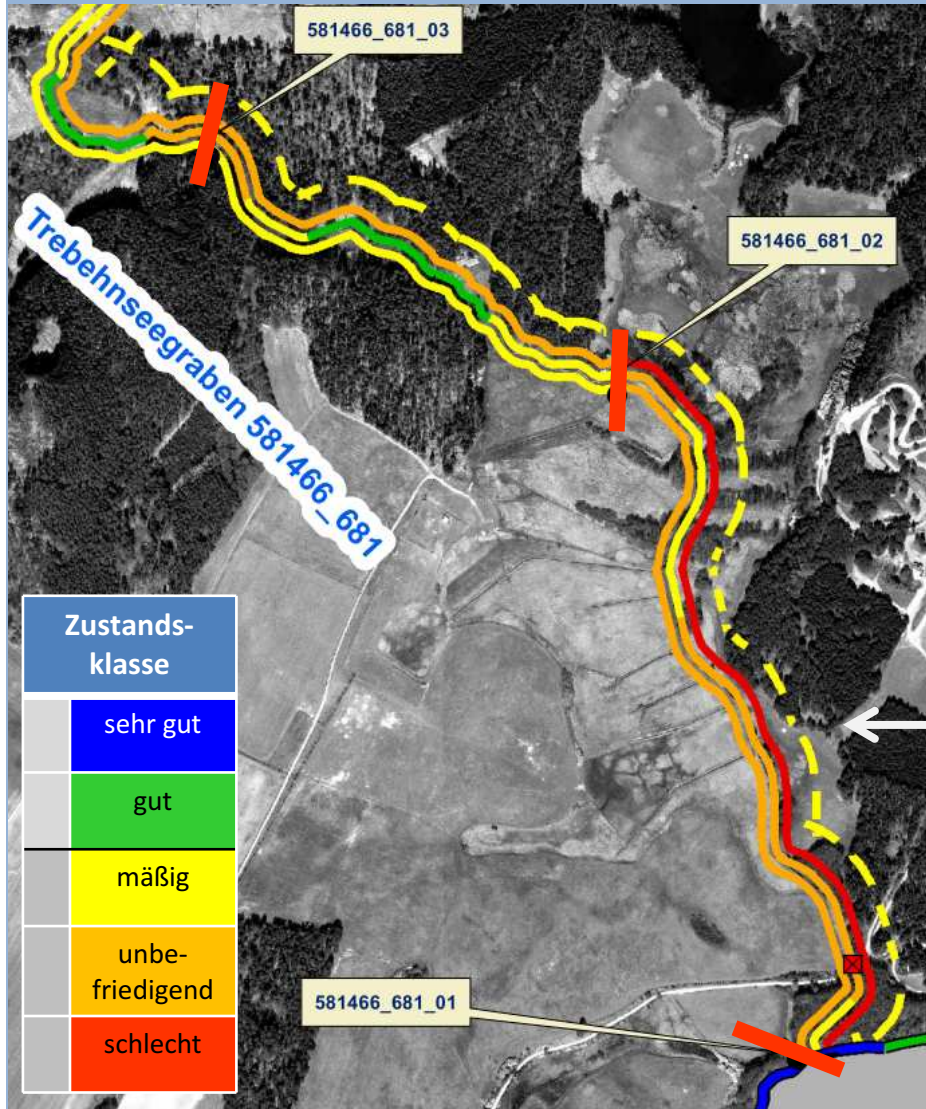 581466_681_03
581466_681_02
Trebehnseegraben 581466_681
Zustands-
klasse
sehr gut
gut
mäßig
unbe-
friedigend
schlecht
581466_681_01